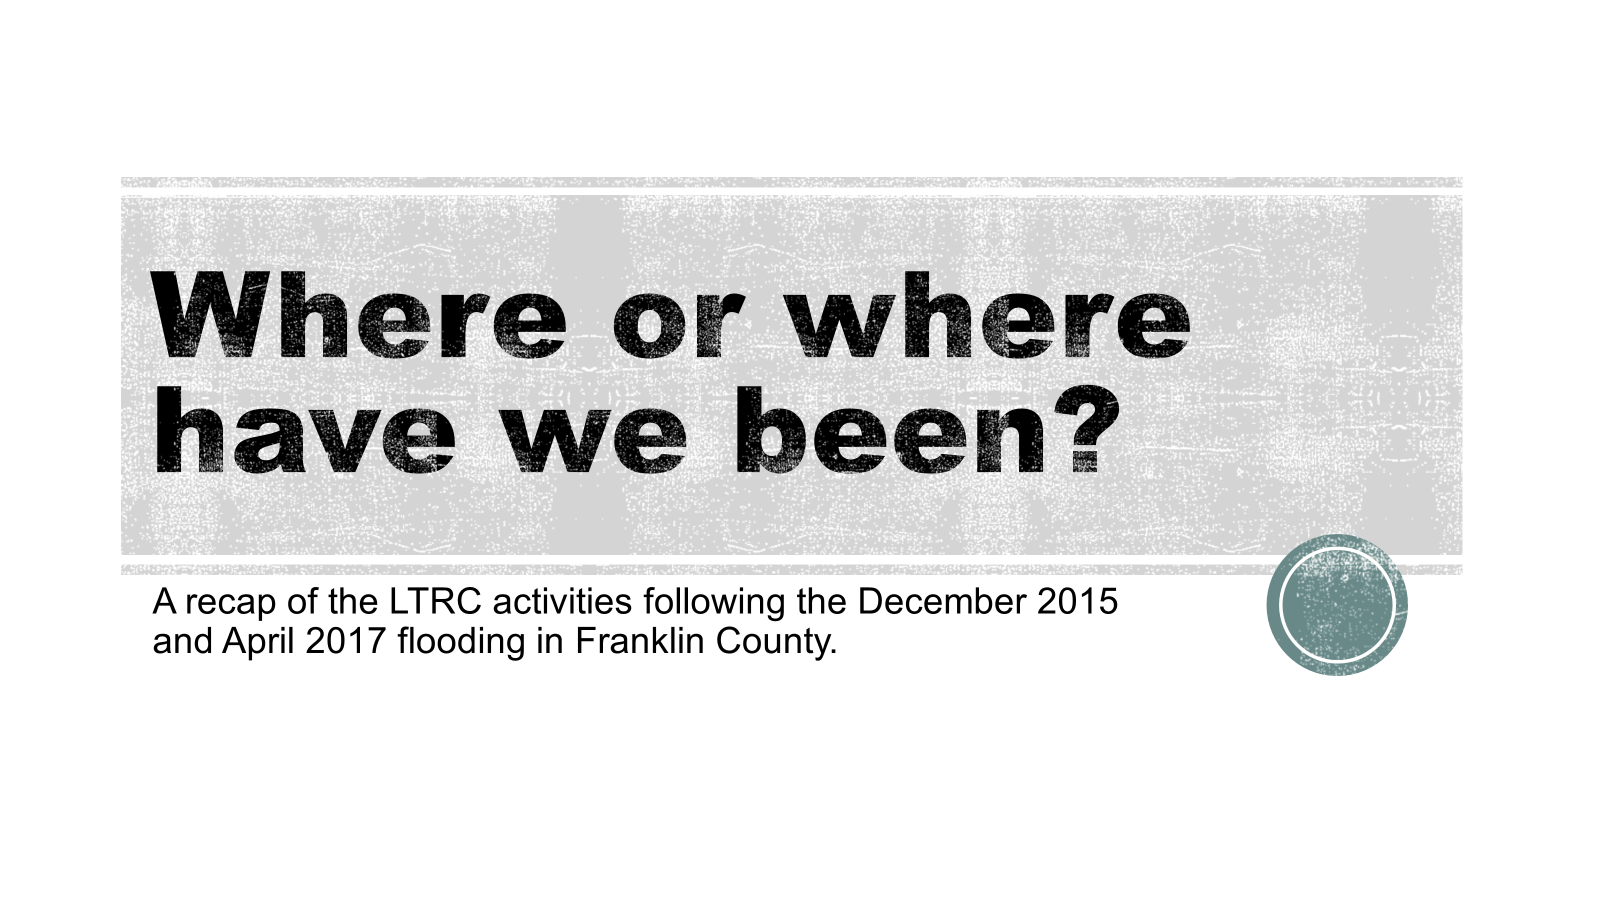 Where or where
have we been?
A recap of the LTRC activities following the December 2015
and April 2017 flooding in Franklin County.